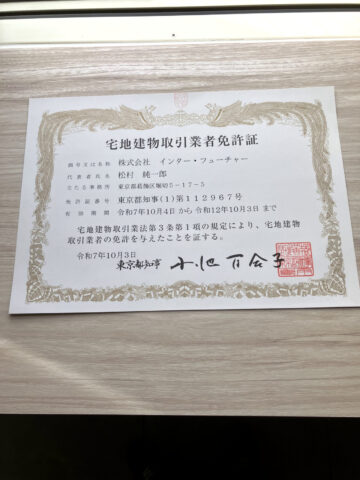 宅地建物取引業者免許証
商号又は名称 株式会社 インター・フューチャー
代表者氏名 松村 純一郎
主たる事務所 東京都葛飾区堀切5-17-5
免許証番号 東京都知事(1)第112967号
有効期間 令和7年10月4日から令和12年10月3日まで
宅地建物取引業法第3条第1項の規定により、宅地建物
取引業者の免許を与えたことを証する。
令和7年10月3日
東京都知事 小池百合子